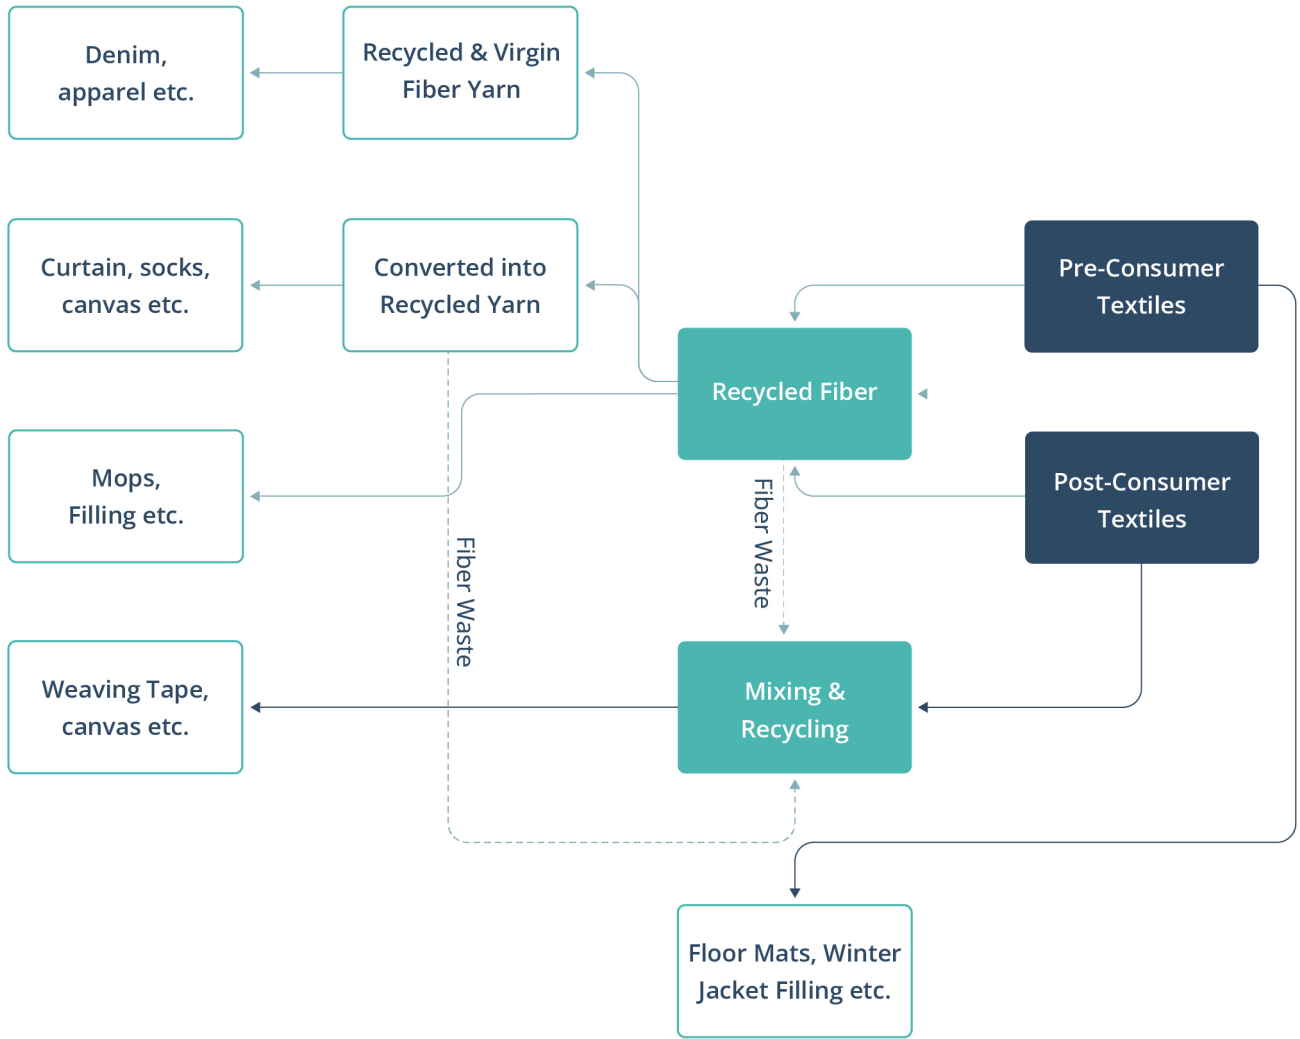 Denim,
apparel etc.
Recycled & Virgin
Fiber Yarn
Curtain, socks,
canvas etc.
Converted into
Recycled Yarn
Pre-Consumer
Textiles
Recycled Fiber
Mops,
Filling etc.
Post-Consumer
Textiles
Fiber Waste
Fiber Waste
Weaving Tape,
canvas etc.
Mixing &
Recycling
Floor Mats, Winter
Jacket Filling etc.